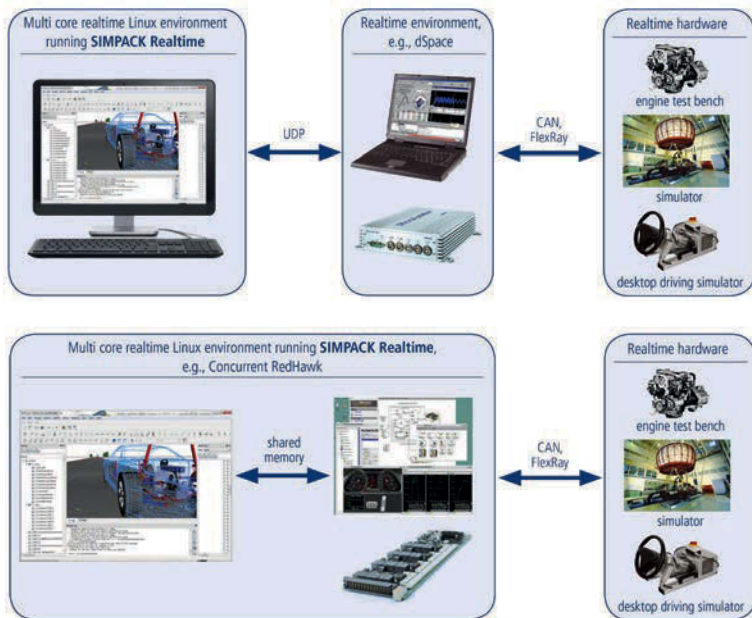 Multi core realtime Linux environment
running SIMPACK Realtime
UDP
Realtime environment,
e.g., dSpace
CAN,
FlexRay
Realtime hardware
engine test bench
simulator
desktop driving simulator
Multi core realtime Linux environment running SIMPACK Realtime,
e.g., Concurrent RedHawk
shared
memory
CAN,
FlexRay
Realtime hardware
engine test bench
simulator
desktop driving simulator